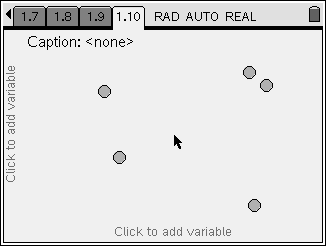 1.7 1.8 1.9 1.10 RAD AUTO REAL
Caption: <none>
Click to add variable
Click to add variable